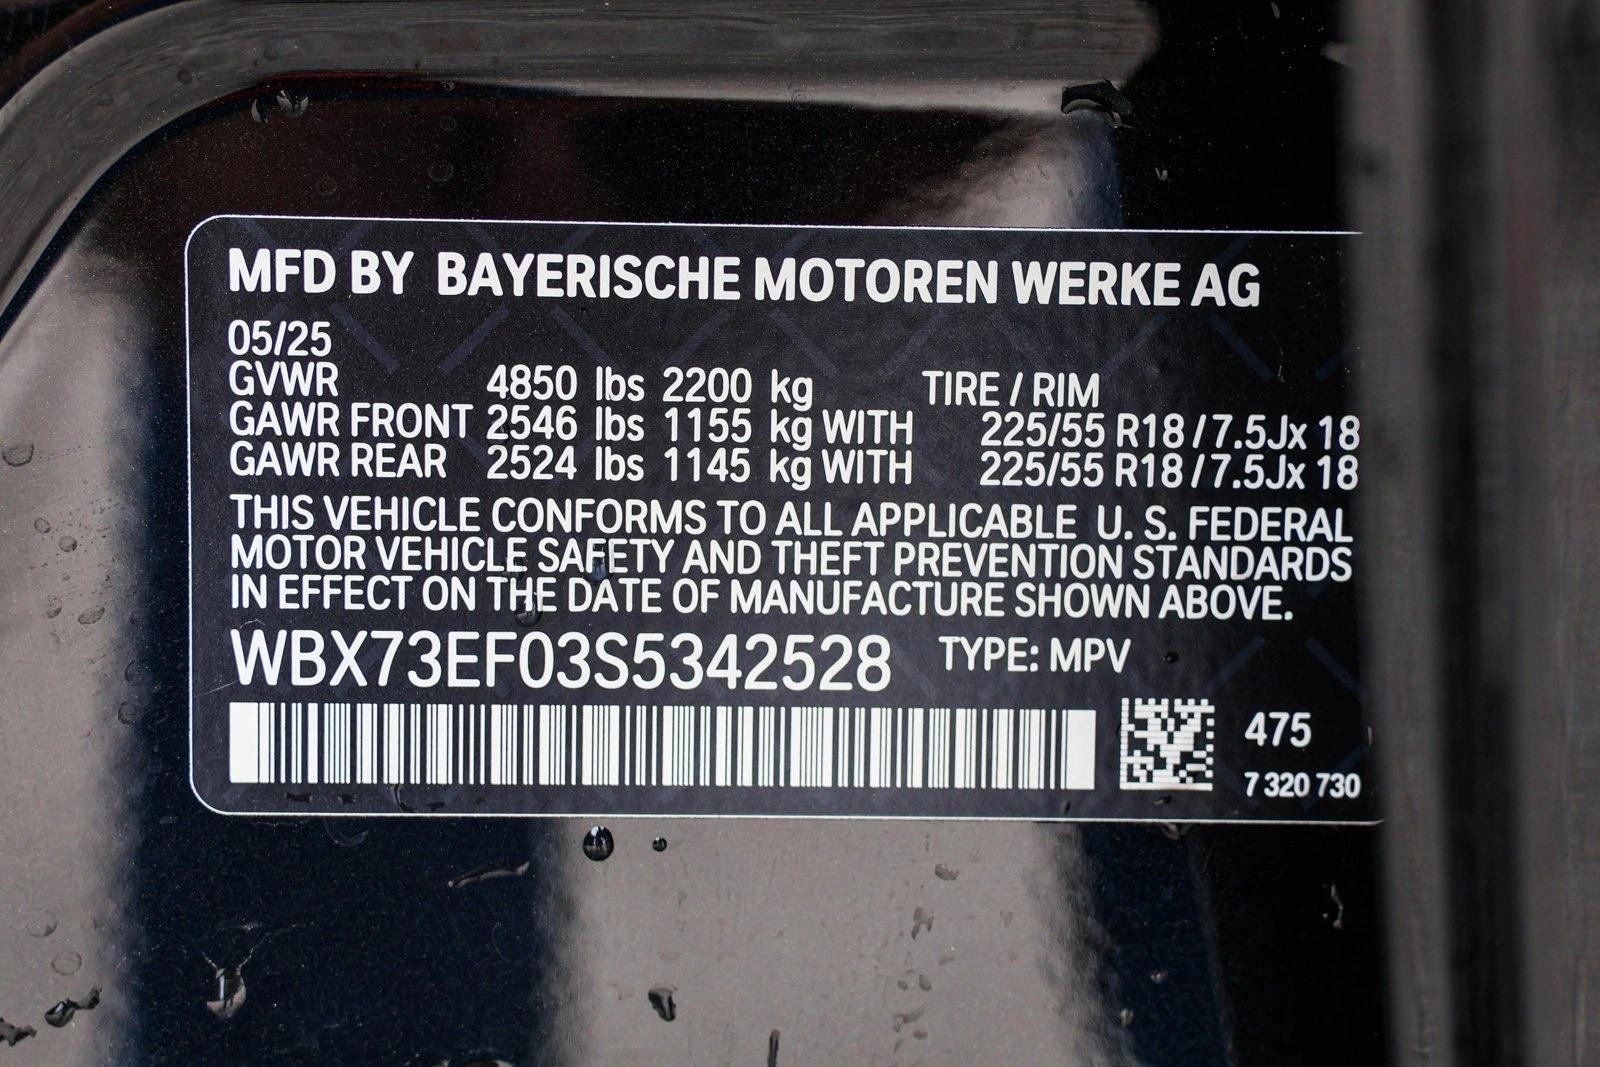 MFD BY BAYERISCHE MOTOREN WERKE AG
05/25
GVWR 4850 lbs 2200 kg TIRE / RIM
GAWR FRONT 2546 lbs 1155 kg WITH 225/55 R18 / 7.5Jx 18
GAWR REAR 2524 lbs 1145 kg WITH 225/55 R18 / 7.5Jx 18
THIS VEHICLE CONFORMS TO ALL APPLICABLE U. S. FEDERAL
MOTOR VEHICLE SAFETY AND THEFT PREVENTION STANDARDS
IN EFFECT ON THE DATE OF MANUFACTURE SHOWN ABOVE.
WBX73EF03S5342528 TYPE: MPV
475
7 320 730